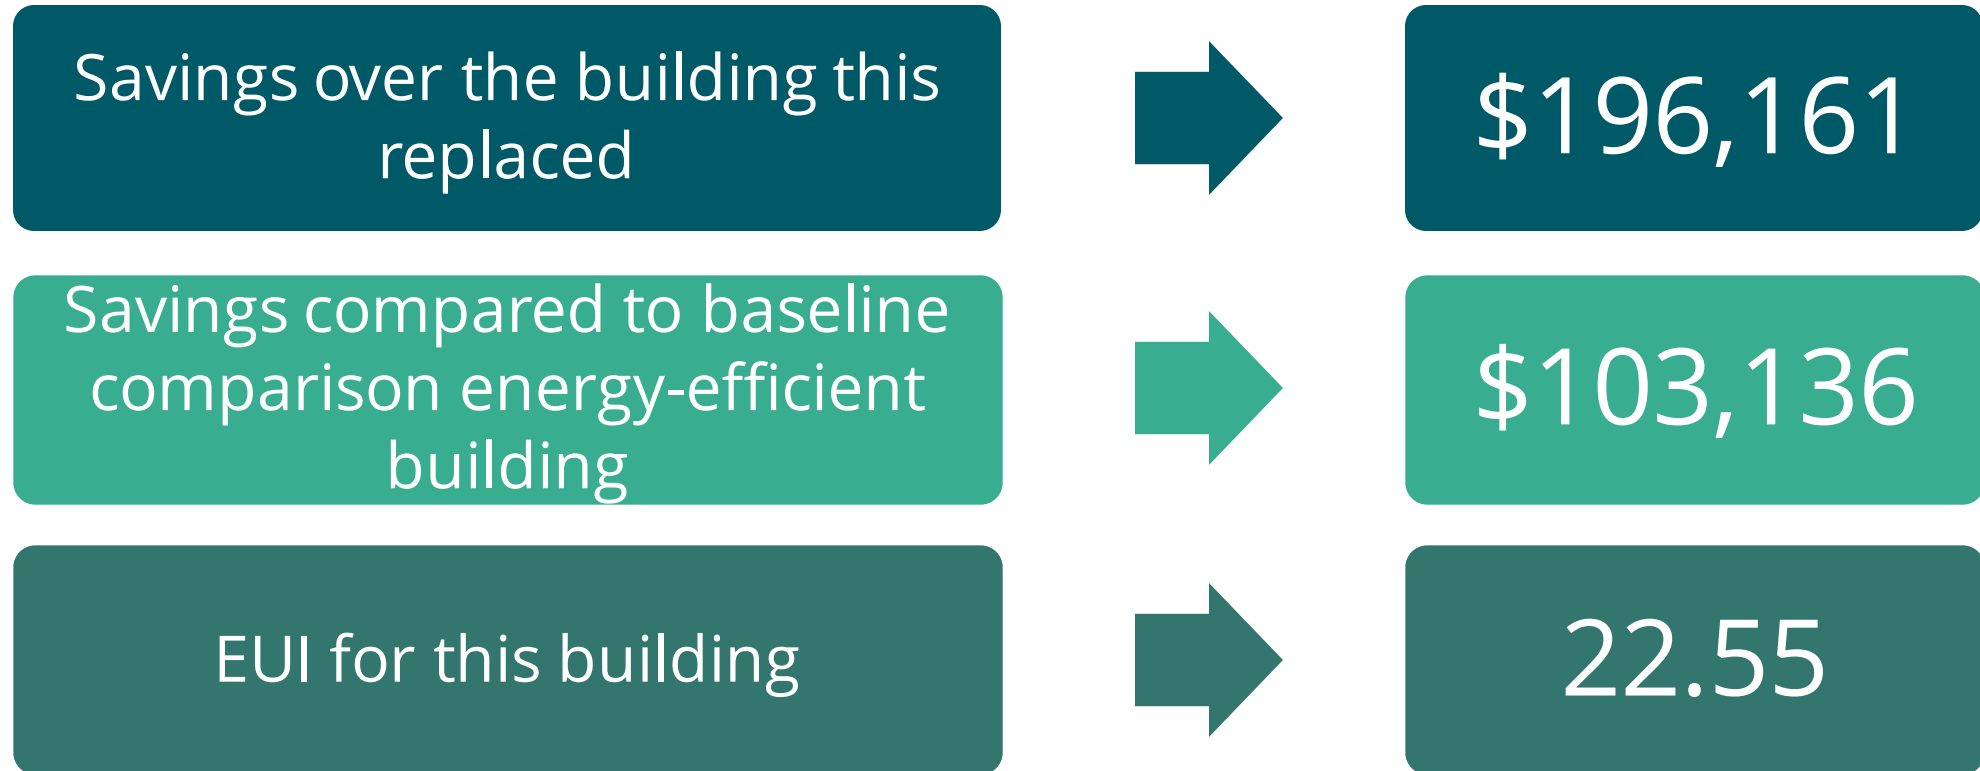 Savings over the building this
replaced
$196,161
Savings compared to baseline
comparison energy-efficient
building
$103,136
EUI for this building
22.55